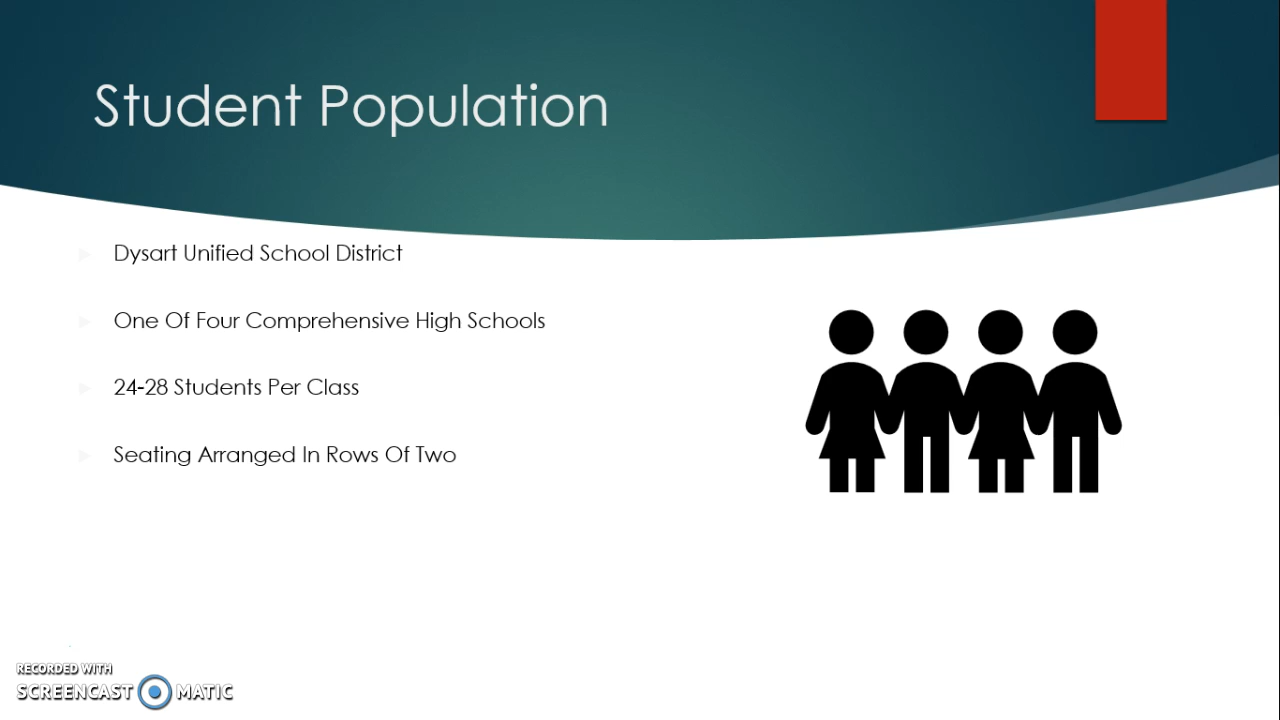 Student Population
Dysart Unified School District
One Of Four Comprehensive High Schools
24-28 Students Per Class
Seating Arranged In Rows Of Two
RECORDED WITH
SCREENCAST MATIC